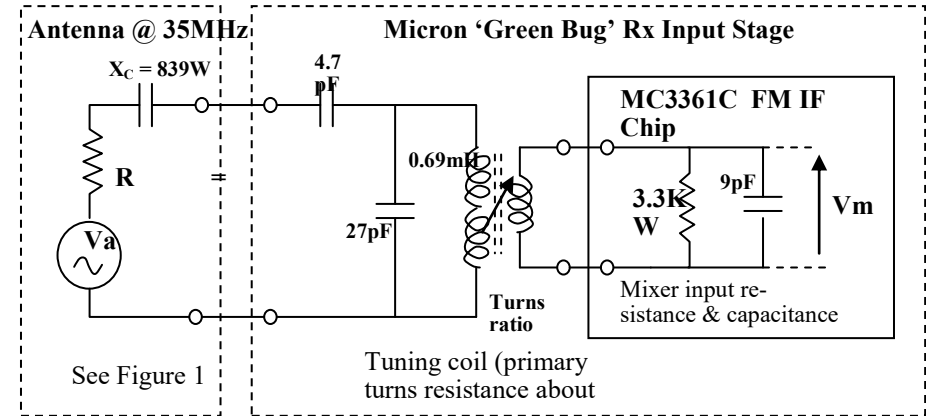 Antenna @ 35MHz
Micron ‘Green Bug’ Rx Input Stage
XC = 839W
4.7
pF
MC3361C FM IF
Chip
0.69mH
R
=
27pF
3.3K
W
9pF
Vm
Va
Turns
ratio
Mixer input re-
sistance & capacitance
See Figure 1
Tuning coil (primary
turns resistance about